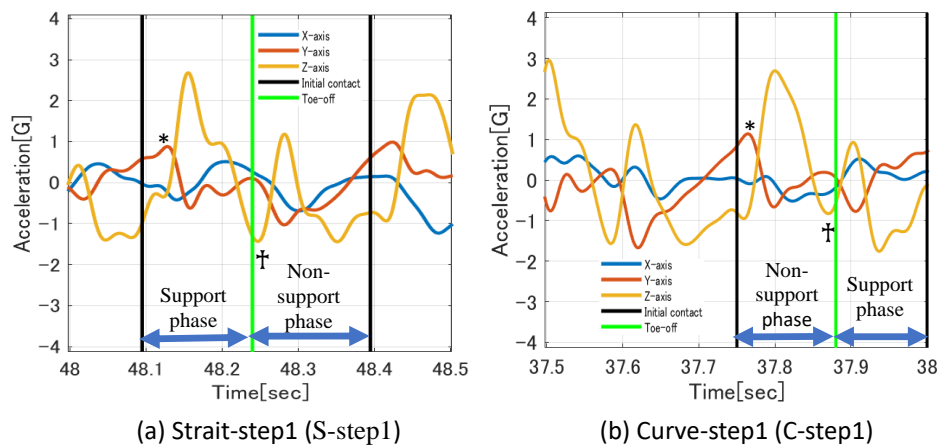 4
3
2
1
0
-1
-2
-3
-4
Acceleration[G]
X-axis
Y-axis
Z-axis
Initial contact
Toe-off
*
†
Support
phase
Non-
support
phase
48
48.1
48.2
48.3
48.4
48.5
Time[sec]
(a) Strait-step1 (S-step1)
4
3
2
1
0
-1
-2
-3
-4
Acceleration[G]
*
†
X-axis
Y-axis
Z-axis
Initial contact
Toe-off
Non-
support
phase
Support
phase
37.5
37.6
37.7
37.8
37.9
38
Time[sec]
(b) Curve-step1 (C-step1)